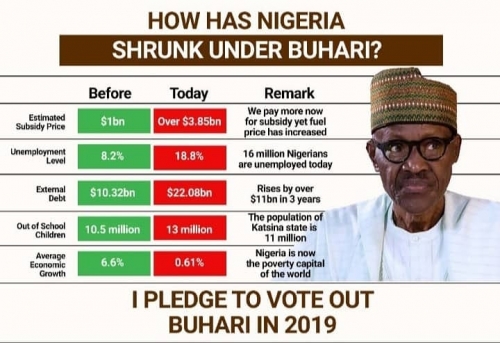 HOW HAS NIGERIA
SHRUNK UNDER BUHARI?
Before Today Remark
Estimated
Subsidy Price
$1bn
Over $3.85bn
We pay more now
for subsidy yet fuel
price has increased
Unemployment
Level
8.2%
18.8%
16 million Nigerians
are unemployed today
External
Debt
$10.32bn
$22.08bn
Rises by over
$11bn in 3 years
Out of School
Children
10.5 million
13 million
The population of
Katsina state is
11 million
Average
Economic
Growth
6.6%
0.61%
Nigeria is now
the poverty capital
of the world
I PLEDGE TO VOTE OUT
BUHARI IN 2019